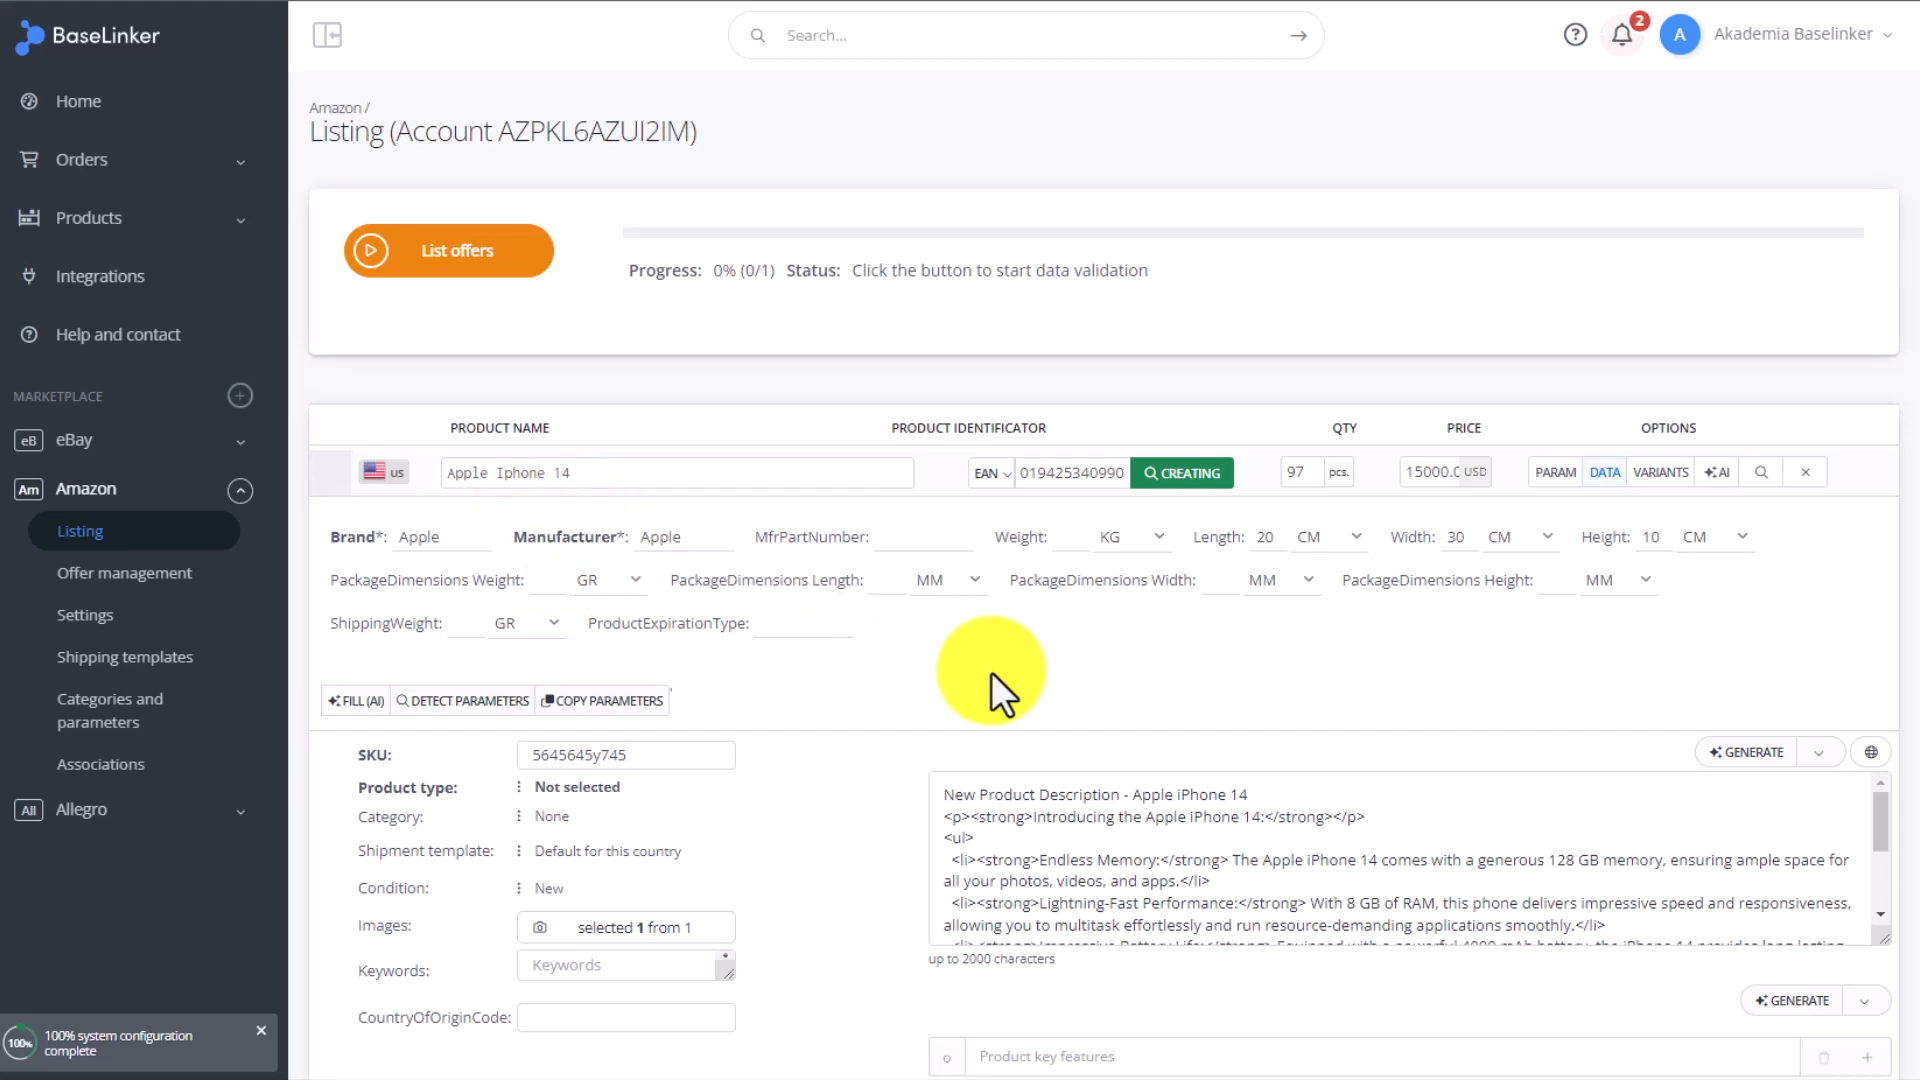 BaseLinker
Search...
2
A
Akademia Baselinker
Home
Orders
Products
Integrations
Help and contact
MARKETPLACE
eB eBay
Am Amazon
Listing
Offer management
Settings
Shipping templates
Categories and
parameters
Associations
All Allegro
100%
100% system configuration
complete
Amazon /
Listing (Account AZPKL6AZUI2IM)
List offers
Progress: 0% (0/1) Status: Click the button to start data validation
PRODUCT NAME PRODUCT IDENTIFICATOR QTY PRICE OPTIONS
us Apple Iphone 14 EAN 019425340990 CREATING 97 pcs. 15000.0 USD PARAM DATA VARIANTS AI
Brand*: Apple Manufacturer*: Apple MfrPartNumber: Weight: KG Length: 20 CM Width: 30 CM Height: 10 CM
PackageDimensions Weight: GR PackageDimensions Length: MM PackageDimensions Width: MM PackageDimensions Height: MM
ShippingWeight: GR ProductExpirationType:
FILL (AI) DETECT PARAMETERS COPY PARAMETERS
SKU: 5645645y745
Product type: Not selected
Category: None
Shipment template: Default for this country
Condition: New
Images: selected 1 from 1
Keywords: Keywords
CountryOfOriginCode:
GENERATE
New Product Description - Apple iPhone 14
<p><strong>Introducing the Apple iPhone 14:</strong></p>
<ul>
<li><strong>Endless Memory:</strong> The Apple iPhone 14 comes with a generous 128 GB memory, ensuring ample space for
all your photos, videos, and apps.</li>
<li><strong>Lightning-Fast Performance:</strong> With 8 GB of RAM, this phone delivers impressive speed and responsiveness,
allowing you to multitask effortlessly and run resource-demanding applications smoothly.</li>
up to 2000 characters
GENERATE
Product key features